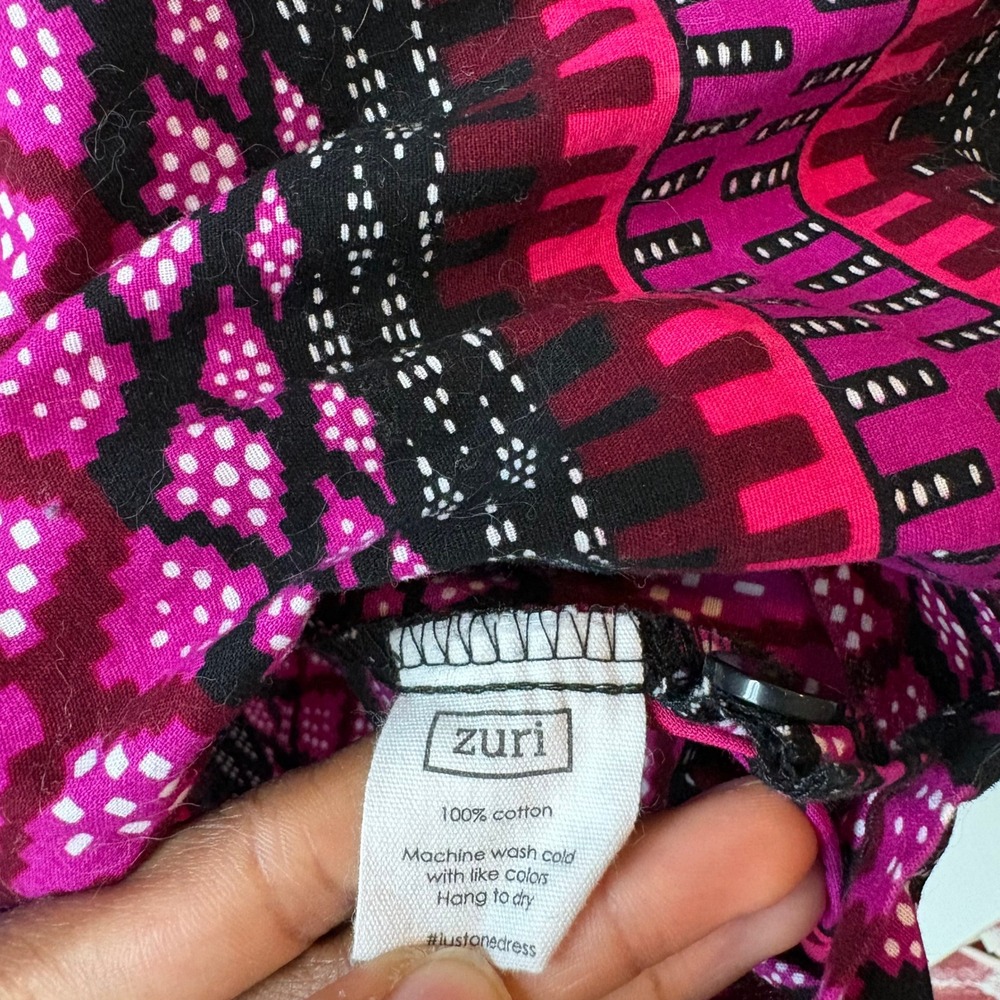 zuri
100% cotton
Machine wash cold
with like colors
Hang to dry
#justonedress